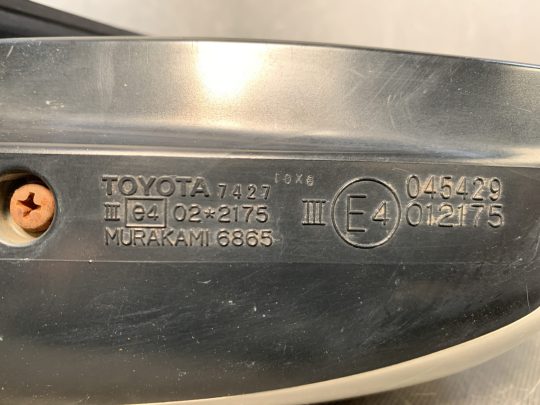 TOYOTA 7427
III e4 02*2175
MURAKAMI 6865
III E4 045429
012175